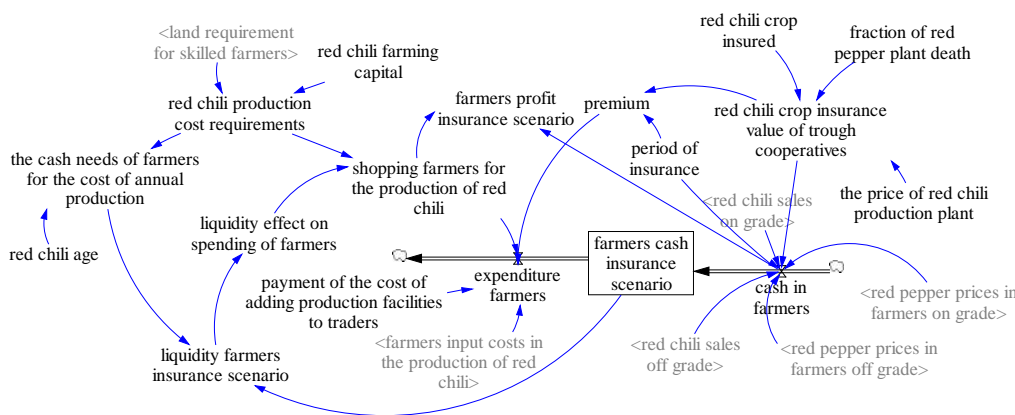 <land requirement
for skilled farmers>
red chili farming
capital
red chili crop
insured
fraction of red
pepper plant death
red chili production
cost requirements
farmers profit
insurance scenario
premium
red chili crop insurance
value of trough
cooperatives
the cash needs of farmers
for the cost of annual
production
shopping farmers for
the production of red
chili
period of
insurance
the price of red chili
production plant
<red chili sales
on grade>
liquidity effect on
spending of farmers
red chili age
farmers cash
insurance
scenario
expenditure
farmers
cash in
farmers
payment of the cost of
adding production facilities
to traders
<red pepper prices in
farmers on grade>
<farmers input costs in
the production of red
chili>
<red chili sales
off grade>
<red pepper prices in
farmers off grade>
liquidity farmers
insurance scenario